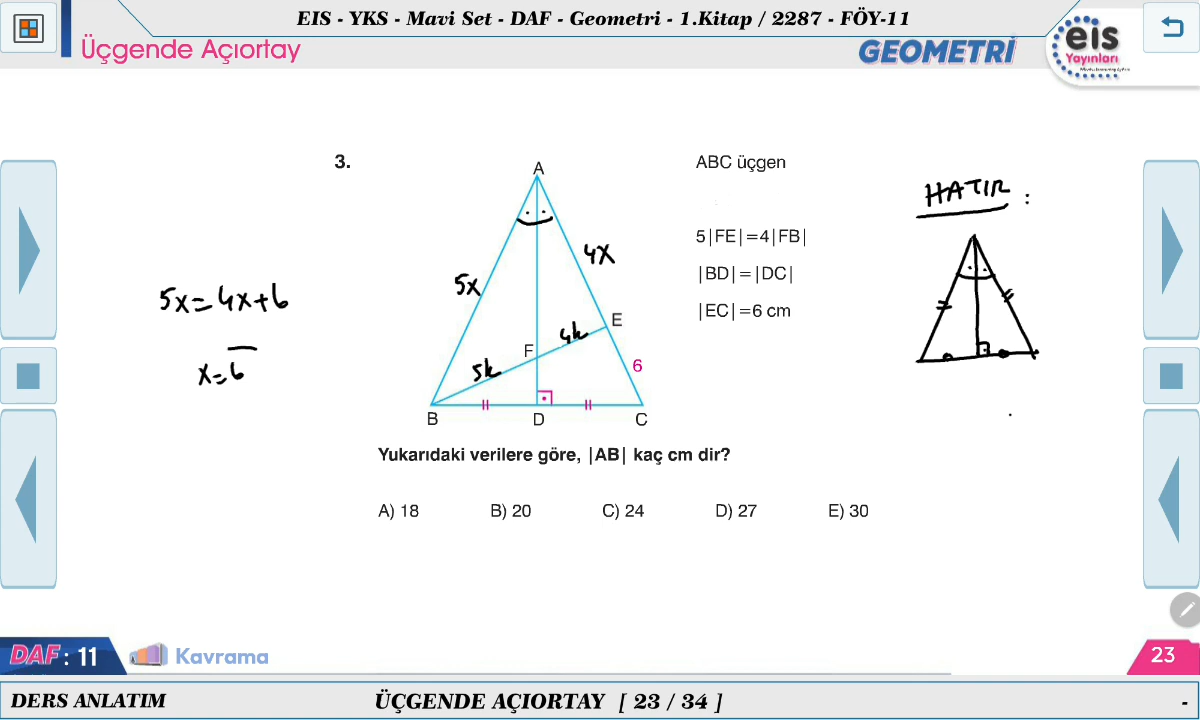 EIS - YKS - Mavi Set - DAF - Geometri - 1.Kitap / 2287 - FÖY-11
Üçgende Açıortay
GEOMETRİ
eis
Yayınları
3.
ABC üçgen
5|FE|=4|FB|
|BD|=|DC|
|EC|=6 cm
HATIR :
A
5x
4x
E
F
4k
5k
6
B
D
C
5x=4x+6
x=6
Yukarıdaki verilere göre, |AB| kaç cm dir?
A) 18 B) 20 C) 24 D) 27 E) 30
DAF : 11
Kavrama
23
DERS ANLATIM
ÜÇGENDE AÇIORTAY [ 23 / 34 ]
-